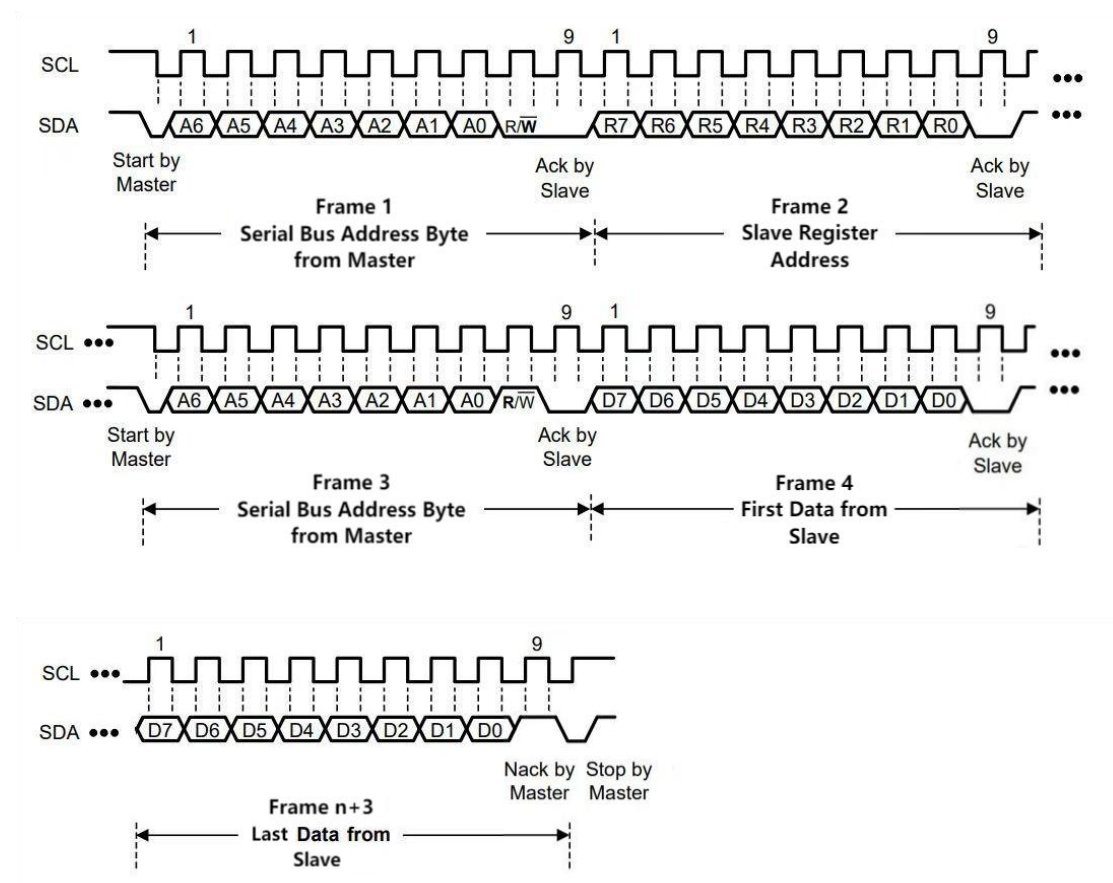 1 9 1 9
SCL •••
SDA A6 A5 A4 A3 A2 A1 A0 R/W̅ R7 R6 R5 R4 R3 R2 R1 R0 •••
Start by Ack by Ack by
Master Slave Slave
Frame 1 Frame 2
Serial Bus Address Byte Slave Register
from Master Address
1 9 1 9
SCL ••• •••
SDA ••• A6 A5 A4 A3 A2 A1 A0 R/W̅ D7 D6 D5 D4 D3 D2 D1 D0 •••
Start by Ack by Ack by
Master Slave Slave
Frame 3 Frame 4
Serial Bus Address Byte First Data from
from Master Slave
1 9
SCL •••
SDA ••• D7 D6 D5 D4 D3 D2 D1 D0
Nack by Stop by
Master Master
Frame n+3
Last Data from
Slave